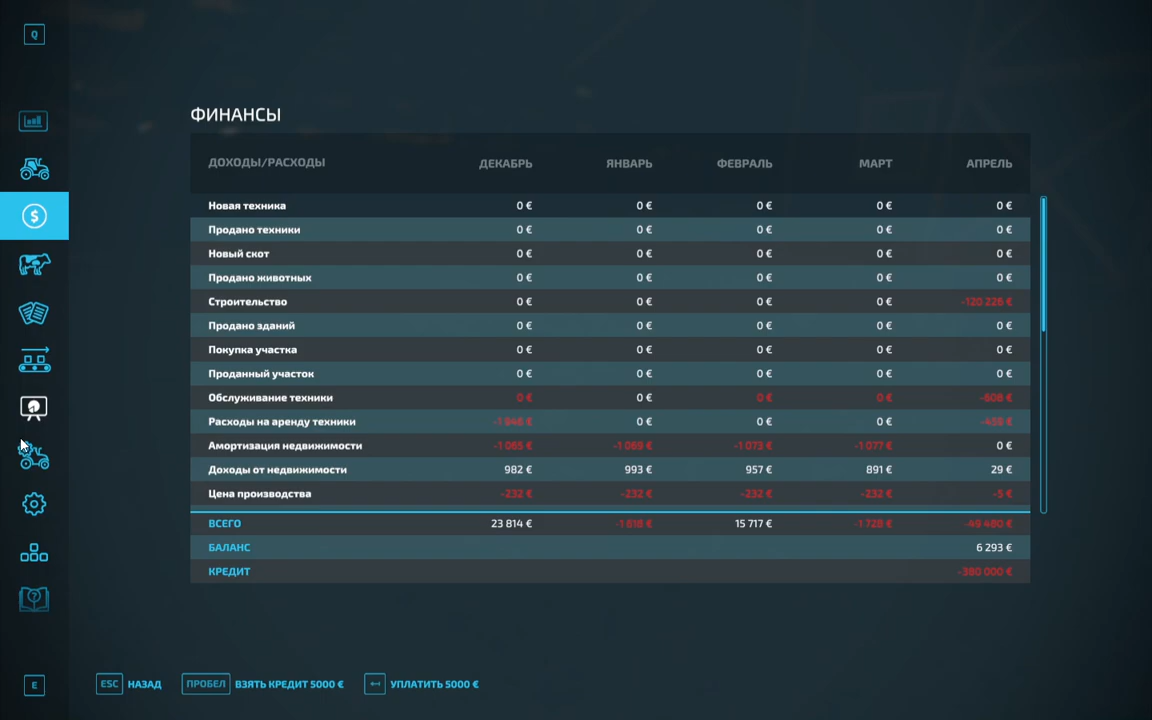 Q
ФИНАНСЫ
ДОХОДЫ/РАСХОДЫ ДЕКАБРЬ ЯНВАРЬ ФЕВРАЛЬ МАРТ АПРЕЛЬ
Новая техника 0 € 0 € 0 € 0 € 0 €
Продано техники 0 € 0 € 0 € 0 € 0 €
Новый скот 0 € 0 € 0 € 0 € 0 €
Продано животных 0 € 0 € 0 € 0 € 0 €
Строительство 0 € 0 € 0 € 0 € -120 226 €
Продано зданий 0 € 0 € 0 € 0 € 0 €
Покупка участка 0 € 0 € 0 € 0 € 0 €
Проданный участок 0 € 0 € 0 € 0 € 0 €
Обслуживание техники 0 € 0 € 0 € 0 € -608 €
Расходы на аренду техники 0 € 0 € 0 €
Амортизация недвижимости -1 065 € -1 069 € -1 073 € -1 077 € 0 €
Доходы от недвижимости 982 € 993 € 957 € 891 € 29 €
Цена производства -232 € -232 € -232 € -232 € -5 €
ВСЕГО 23 814 € 15 717 € -1 728 € -49 460 €
БАЛАНС 6 293 €
КРЕДИТ -380 000 €
E
ESC НАЗАД ПРОБЕЛ ВЗЯТЬ КРЕДИТ 5000 € УПЛАТИТЬ 5000 €